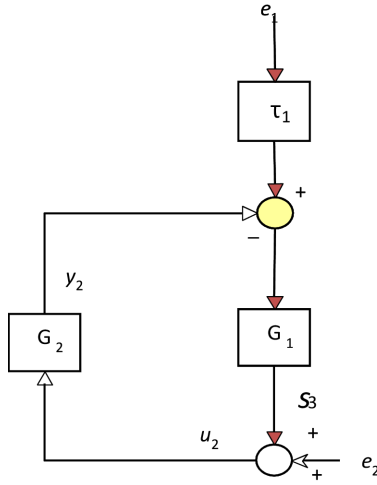 e1
τ1
+
−
y2
G2
G1
S3
+
u2
+
e2